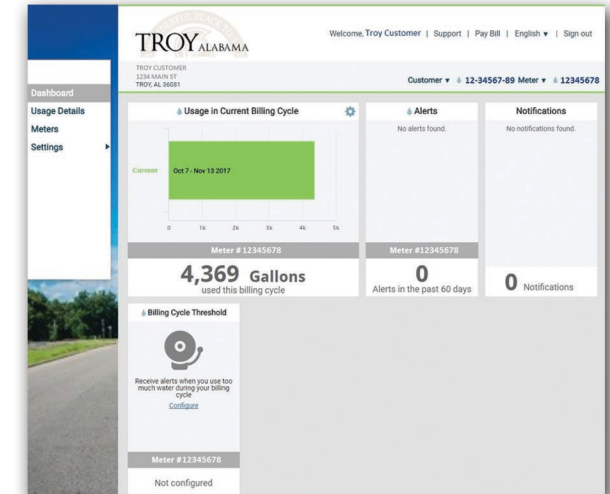 TROY ALABAMA
Welcome, Troy Customer | Support | Pay Bill | English ▾ | Sign out
TROY CUSTOMER
1234 MAIN ST
TROY, AL 36081
Customer ▾ 12-34567-89 Meter ▾ 12345678
Dashboard
Usage Details
Meters
Settings
Usage in Current Billing Cycle
Current
Oct 7 - Nov 13 2017
0 1k 2k 3k 4k 5k
Meter #12345678
4,369 Gallons
used this billing cycle
Alerts
No alerts found.
Meter #12345678
0
Alerts in the past 60 days
Notifications
No notifications found.
0 Notifications
Billing Cycle Threshold
Receive alerts when you use too
much water during your billing
cycle
Configure
Meter #12345678
Not configured